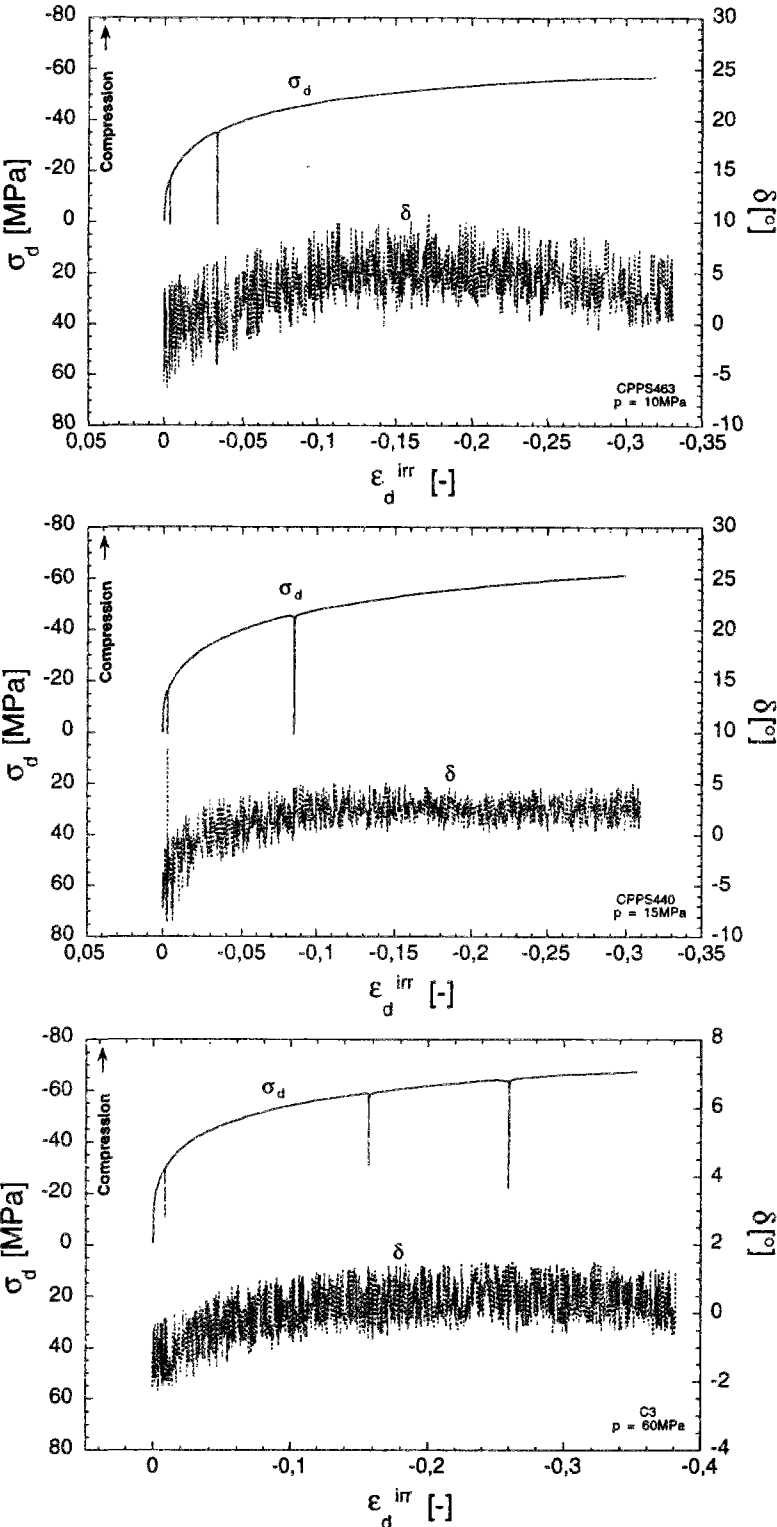 -80
-60
-40
-20
0
20
40
60
80
σd [MPa]
Compression
σd
δ
30
25
20
15
10
5
0
-5
-10
δ[°]
CPPS463
p = 10MPa
0,05 0 -0,05 -0,1 -0,15 -0,2 -0,25 -0,3 -0,35
εd irr [-]
-80
-60
-40
-20
0
20
40
60
80
σd [MPa]
Compression
σd
δ
30
25
20
15
10
5
0
-5
-10
δ[°]
CPPS440
p = 15MPa
0,05 0 -0,05 -0,1 -0,15 -0,2 -0,25 -0,3 -0,35
εd irr [-]
-80
-60
-40
-20
0
20
40
60
80
σd [MPa]
Compression
σd
δ
8
6
4
2
0
-2
-4
δ[°]
C3
p = 60MPa
0 -0,1 -0,2 -0,3 -0,4
εd irr [-]